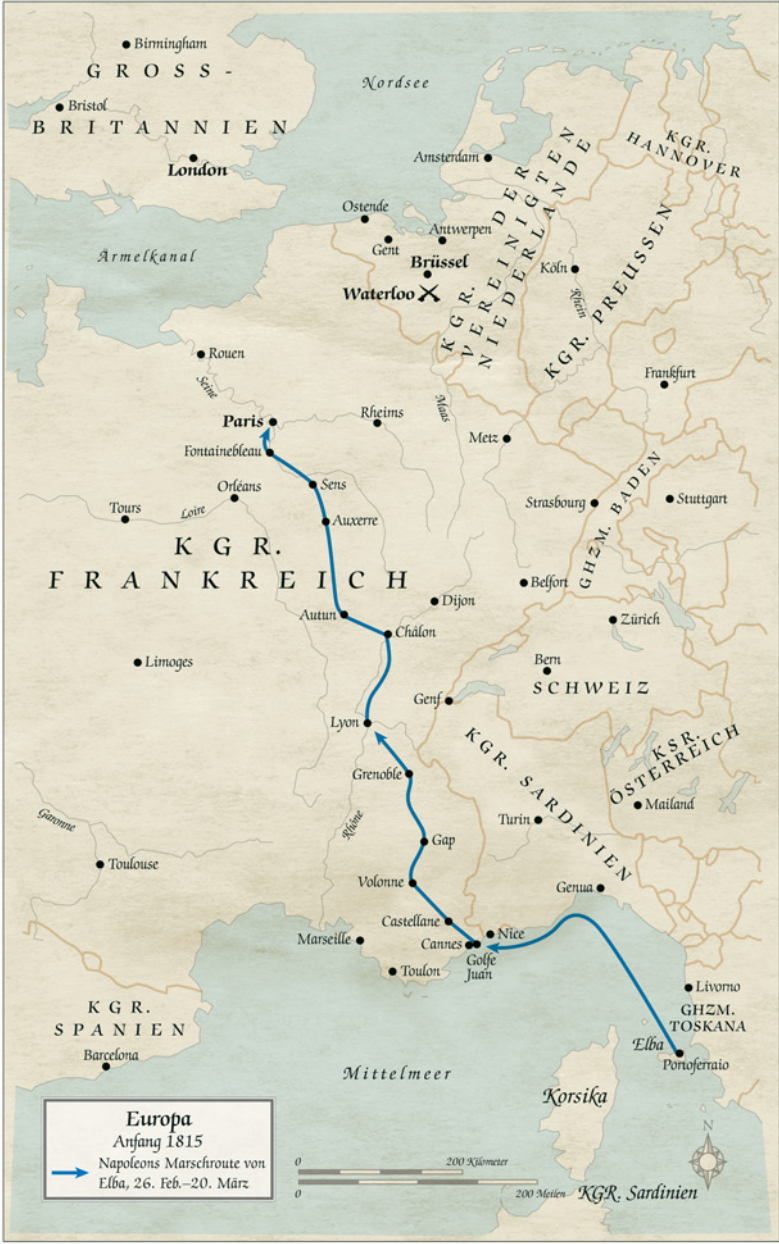 Birmingham
GROSS-
Nordsee
Bristol
BRITANNIEN
London
Amsterdam
KGR.
HANNOVER
Ostende
Gent
Antwerpen
Brüssel
Waterloo
KGR. DER
VEREINIGTEN
NIEDERLANDE
Ärmelkanal
Köln
Rhein
KGR. PREUSSEN
Rouen
Seine
Frankfurt
Paris
Rheims
Maas
Metz
Fontainebleau
Sens
Orléans
Auxerre
Tours
Loire
Strasbourg
GHZM. BADEN
Stuttgart
KGR.
FRANKREICH
Belfort
Dijon
Autun
Châlon
Zürich
Limoges
Bern
SCHWEIZ
Genf
Lyon
KGR. SARDINIEN
KSR.
ÖSTERREICH
Grenoble
Mailand
Garonne
Rhône
Turin
Gap
Toulouse
Volonne
Genua
Castellane
Nice
Marseille
Cannes
Golfe
Juan
Toulon
Livorno
GHZM.
TOSKANA
KGR.
SPANIEN
Elba
Portoferraio
Barcelona
Mittelmeer
Korsika
Europa
Anfang 1815
Napoleons Marschroute von
Elba, 26. Feb.–20. März
0 200 Kilometer
0 200 Meilen
N
KGR. Sardinien